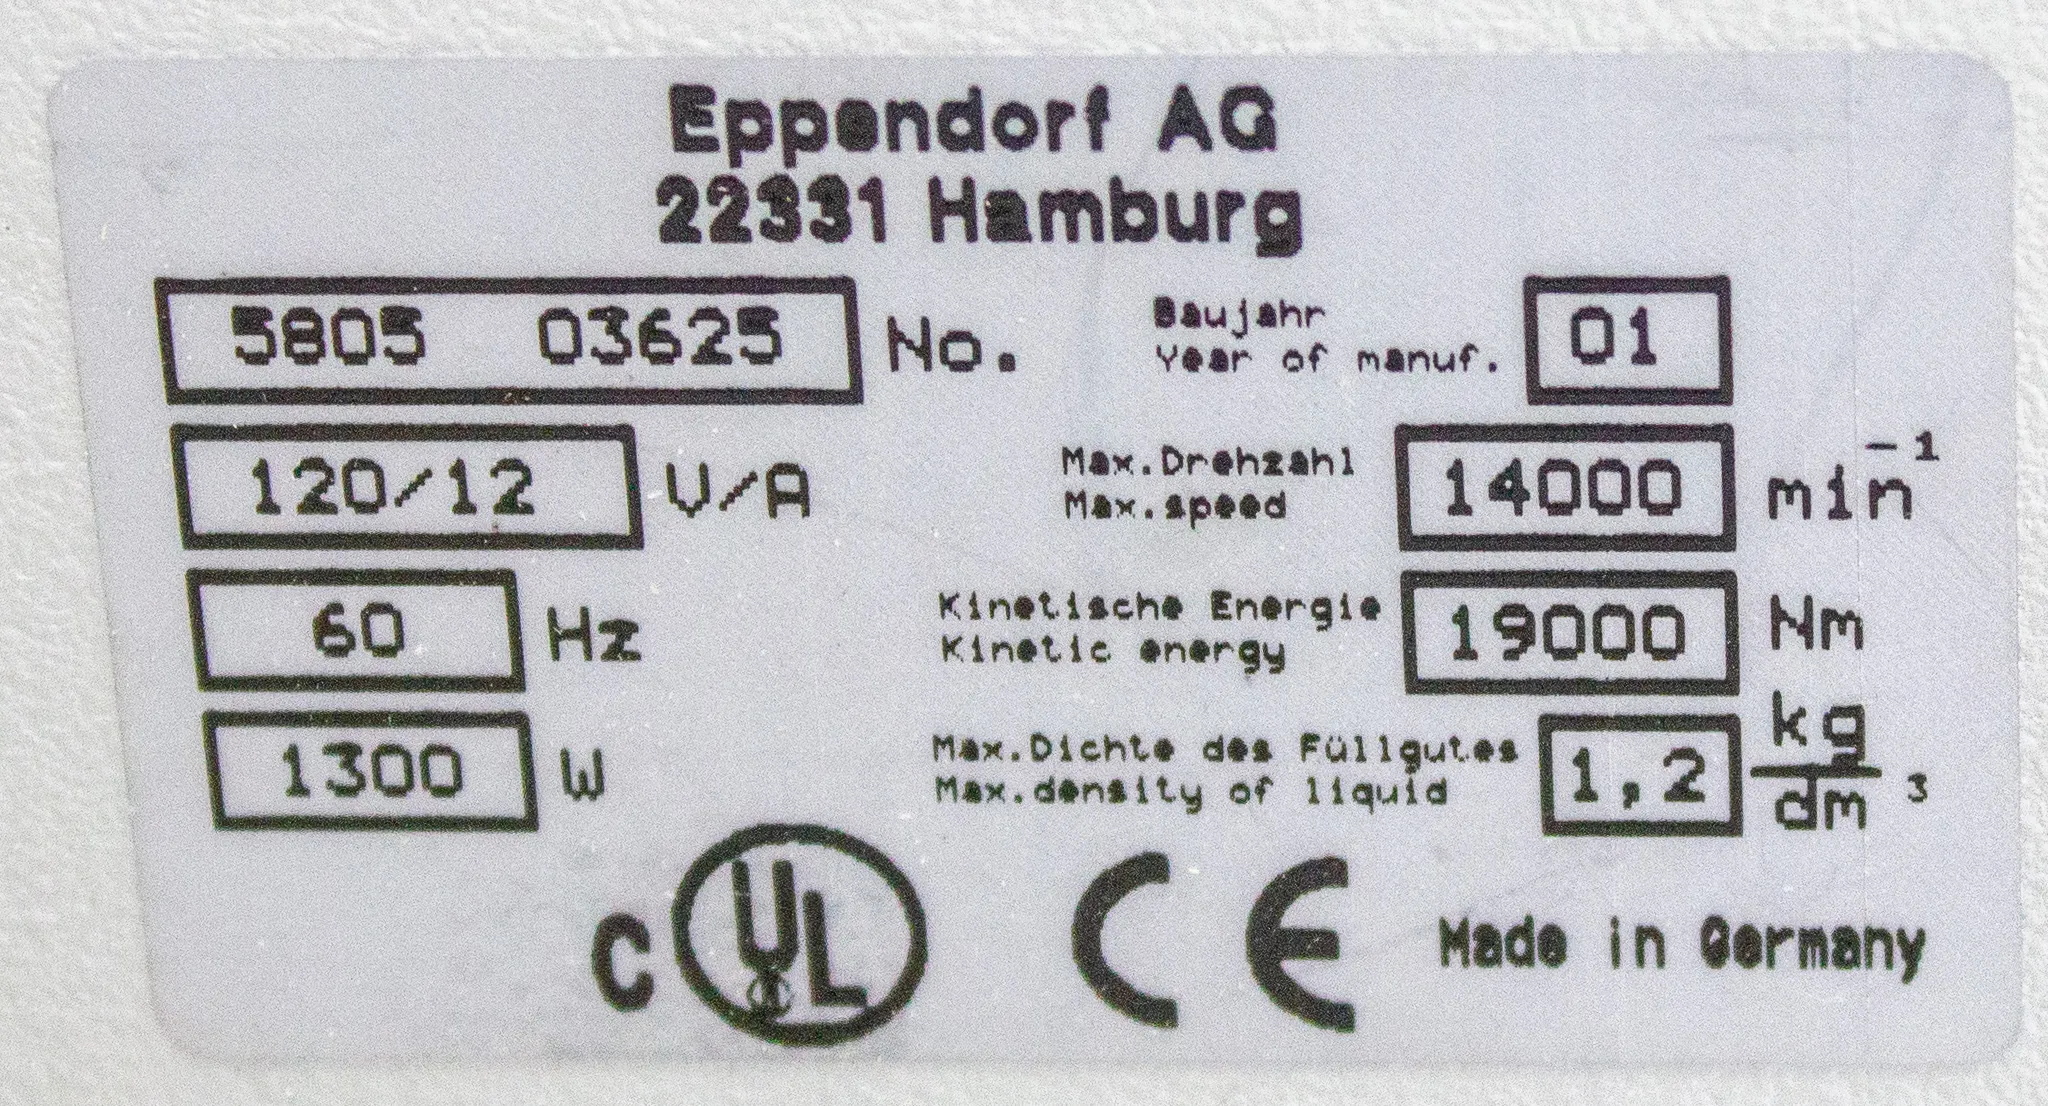 Eppendorf AG
22331 Hamburg
5805 03625 No.
Baujahr
Year of manuf. 01
120/12 V/A
Max.Drehzahl
Max.speed 14000 min⁻¹
60 Hz
Kinetische Energie
Kinetic energy 19000 Nm
1300 W
Max.Dichte des Füllgutes
Max.density of liquid 1,2 kg/dm³
C UL CE Made in Germany